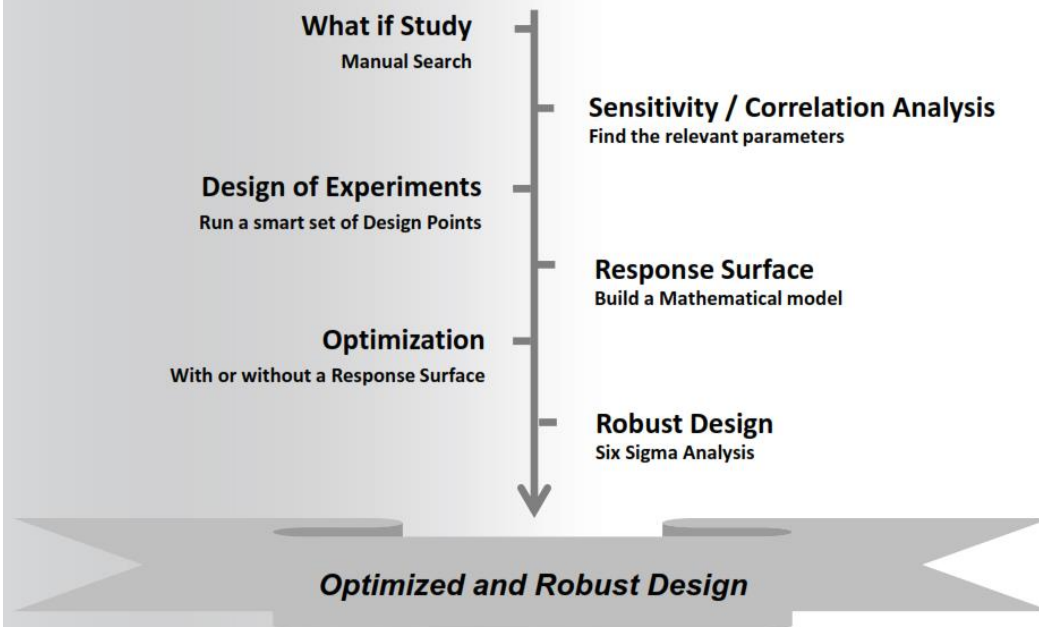 What if Study
Manual Search
Sensitivity / Correlation Analysis
Find the relevant parameters
Design of Experiments
Run a smart set of Design Points
Response Surface
Build a Mathematical model
Optimization
With or without a Response Surface
Robust Design
Six Sigma Analysis
Optimized and Robust Design